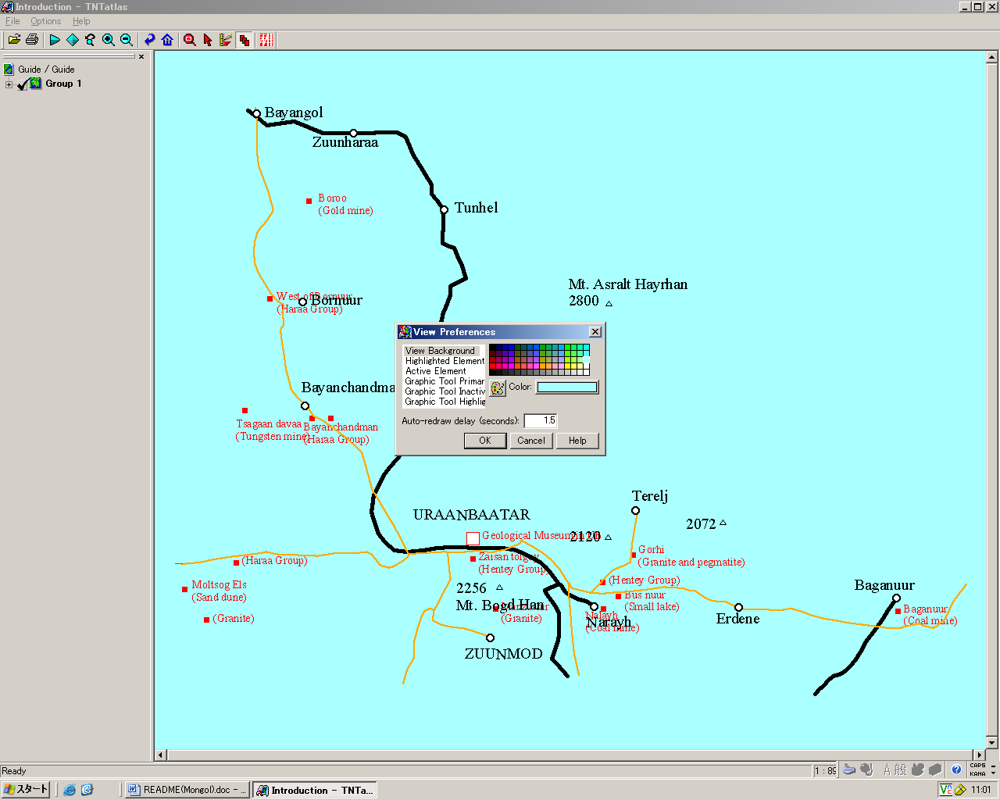 Introduction - TNTatlas
File Options Help
Guide / Guide
Group 1
Bayangol
Zuunharaa
Boroo
(Gold mine)
Tunhel
Mt. Asralt Hayrhan
2800
West of Bornuur
Bornuur
(Haraa Group)
View Preferences
View Background
Highlighted Element
Active Element
Graphic Tool Primar
Graphic Tool Inactiv
Graphic Tool Highlig
Color:
Auto-redraw delay (seconds): 1.5
OK Cancel Help
Bayanchandma
Tsagaan davaa
(Tungsten mine)
Bayanchandman
(Haraa Group)
Terelj
URAANBAATAR
2072
Geological Museum in UB
2120
Zaisan tolgoy
(Hentey Group)
Gorhi
(Granite and pegmatite)
(Haraa Group)
(Hentey Group)
Moltsog Els
(Sand dune)
2256
Mt. Bogd Han
(Granite)
Bus nuur
(Small lake)
Baganuur
(Granite)
Nalayh
Narayh
(Coal mine)
Erdene
Baganuur
(Coal mine)
ZUUNMOD
Ready
1 : 89
A 般
CAPS
KANA
スタート
README(Mongol).doc - ...
Introduction - TNTa...
11:01